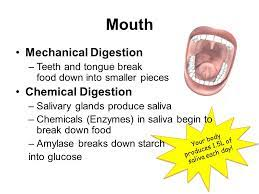 Mouth
• Mechanical Digestion
– Teeth and tongue break
food down into smaller pieces
• Chemical Digestion
– Salivary glands produce saliva
– Chemicals (Enzymes) in saliva begin to
break down food
– Amylase breaks down starch
into glucose
Your body
produces 1.5L of
saliva each day!